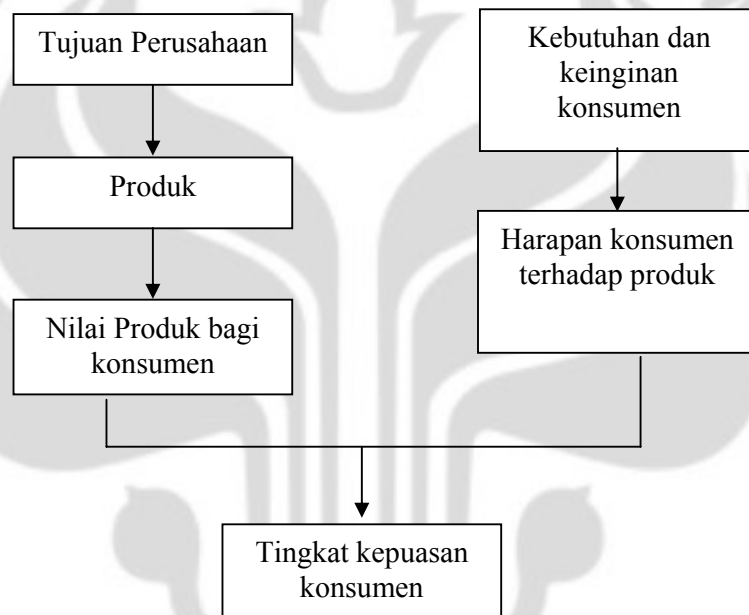 Tujuan Perusahaan
Kebutuhan dan
keinginan
konsumen
Produk
Harapan konsumen
terhadap produk
Nilai Produk bagi
konsumen
Tingkat kepuasan
konsumen